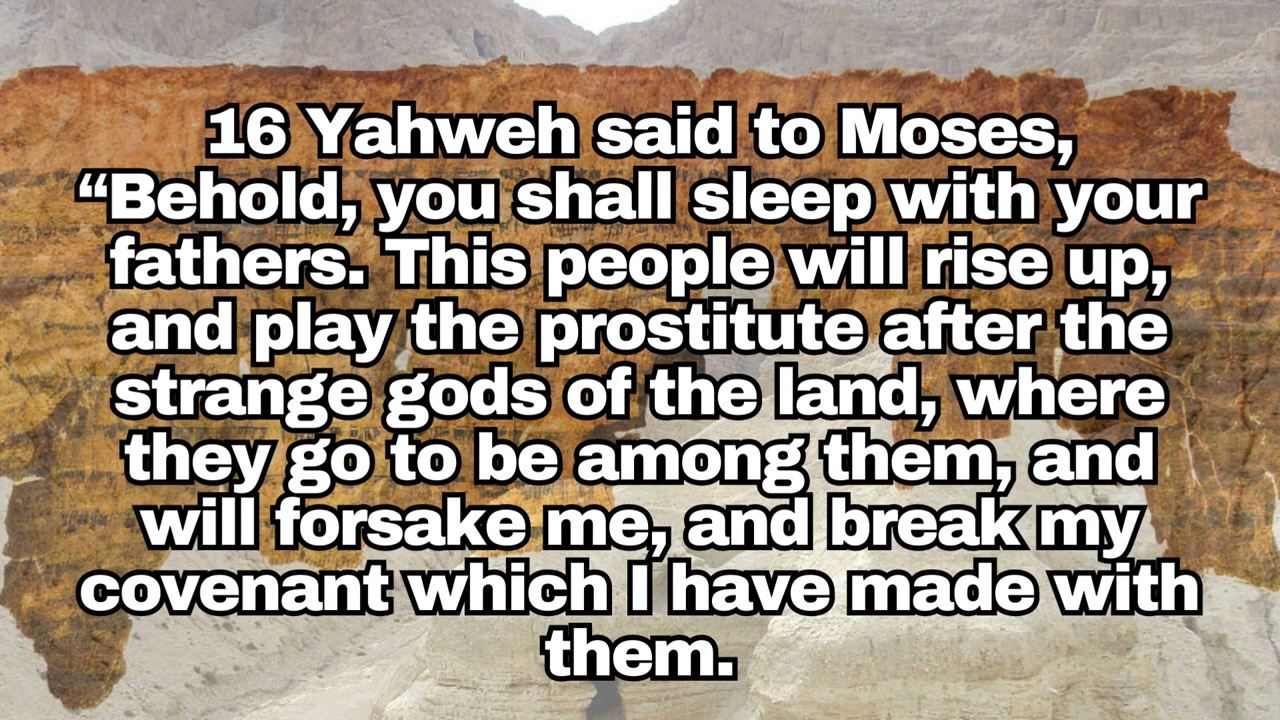 16 Yahweh said to Moses,
“Behold, you shall sleep with your
fathers. This people will rise up,
and play the prostitute after the
strange gods of the land, where
they go to be among them, and
will forsake me, and break my
covenant which I have made with
them.